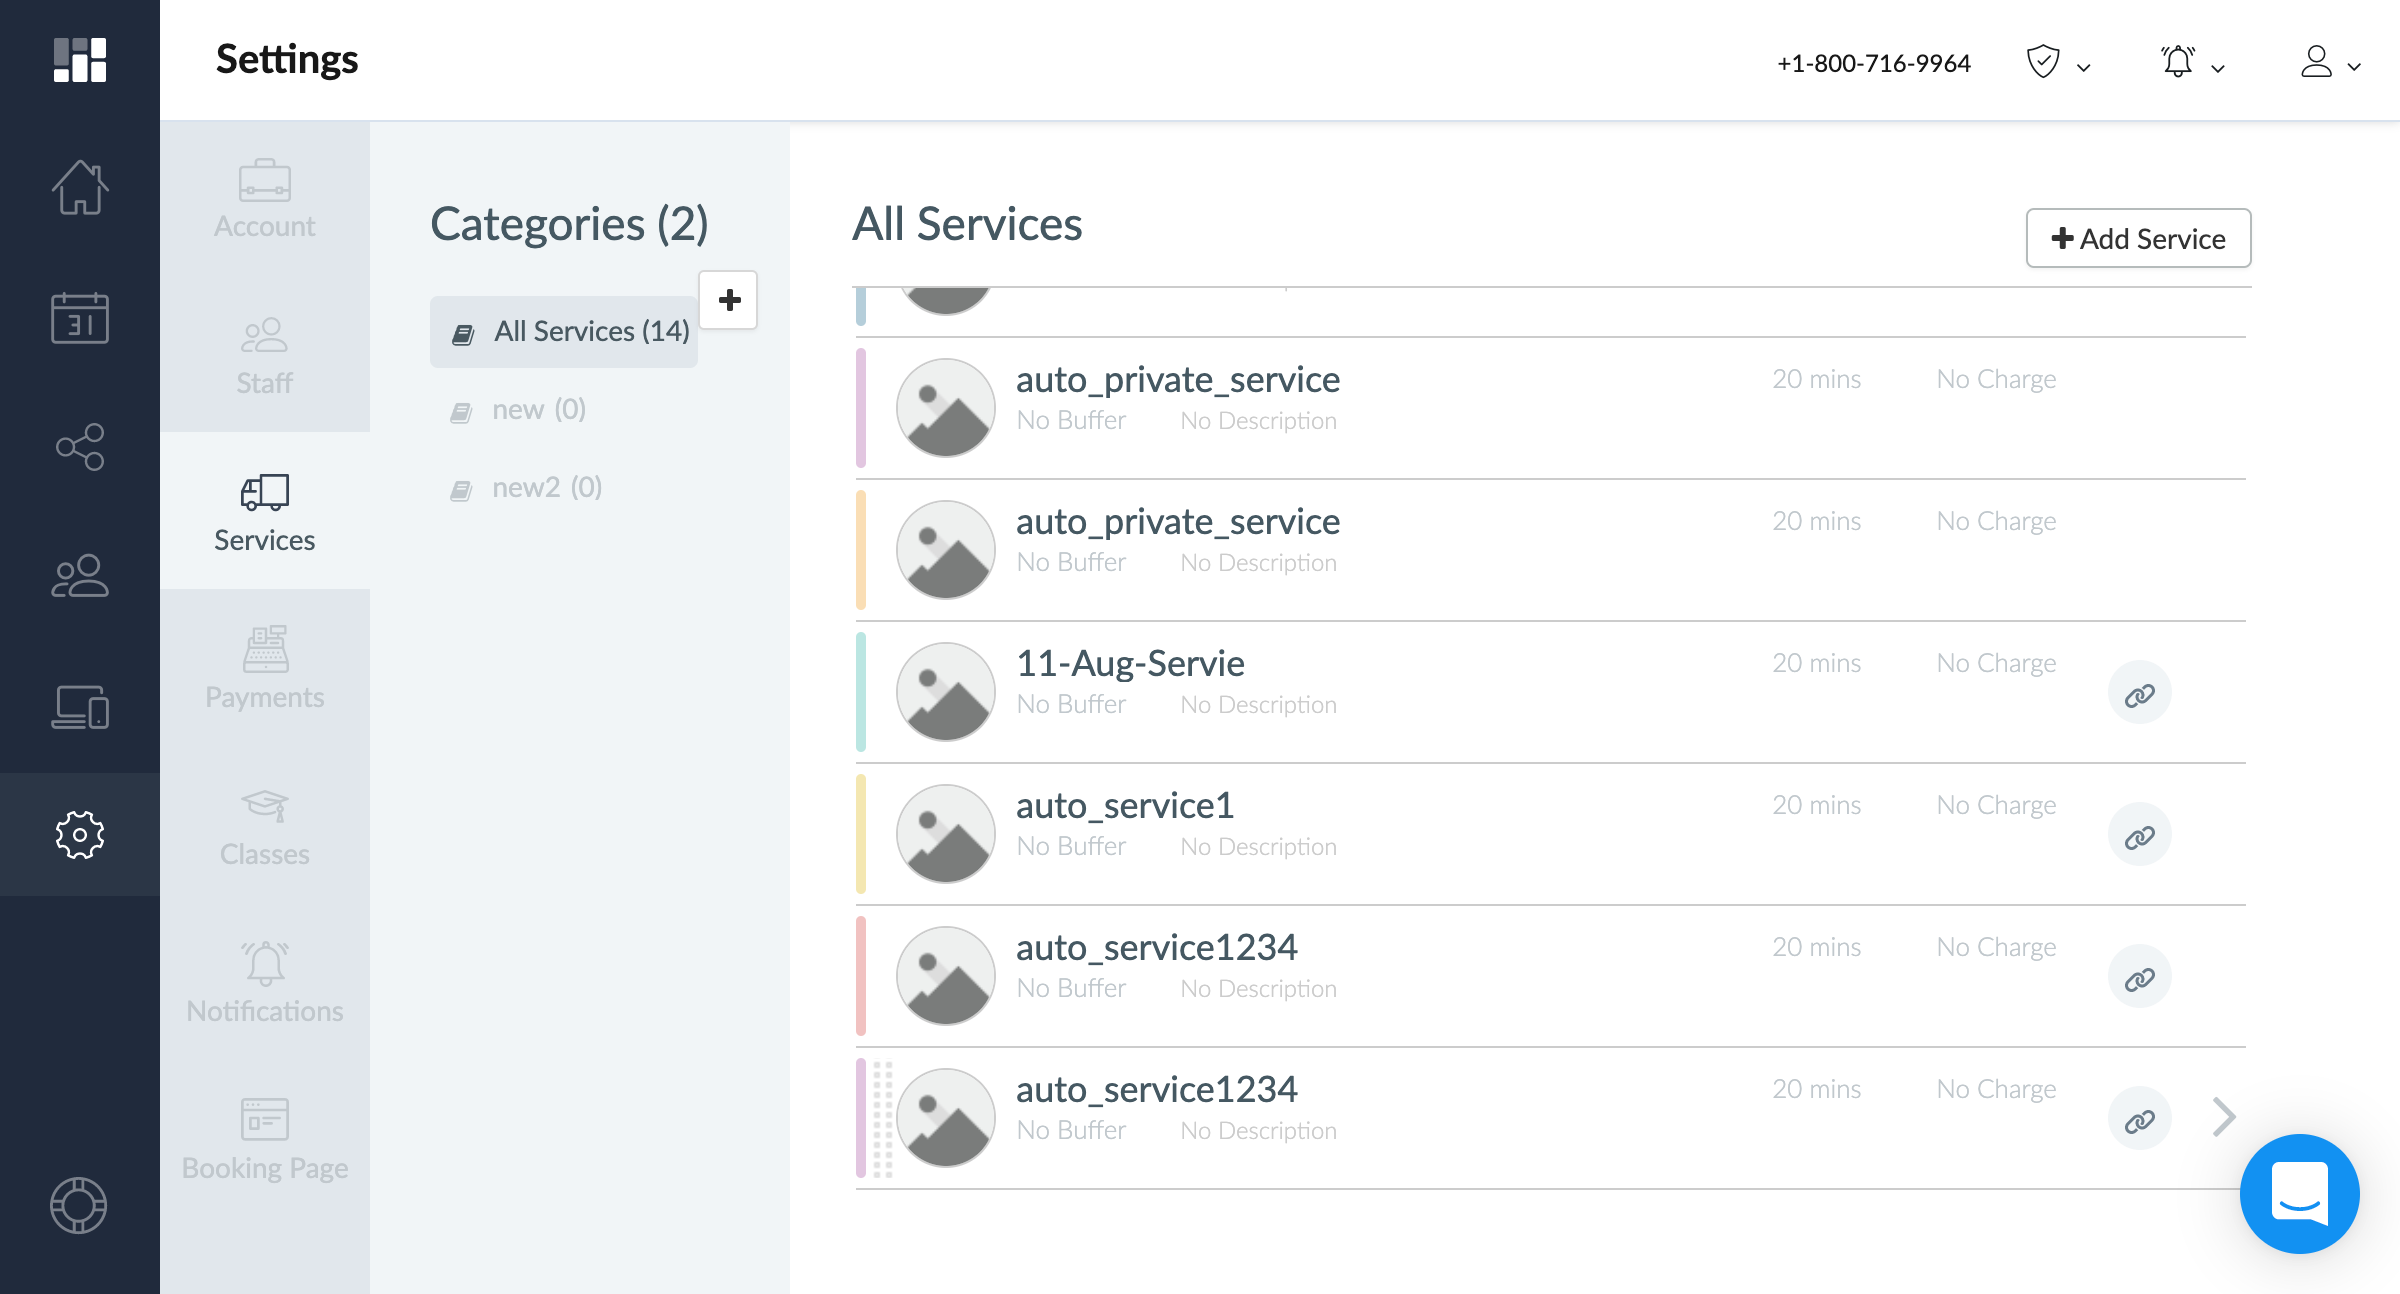 Settings
+1-800-716-9964
Account
Staff
Services
Payments
Classes
Notifications
Booking Page
31
Categories (2)
All Services (14)
new (0)
new2 (0)
All Services
Add Service
auto_private_service
20 mins
No Charge
No Buffer
No Description
auto_private_service
20 mins
No Charge
No Buffer
No Description
11-Aug-Servie
20 mins
No Charge
No Buffer
No Description
auto_service1
20 mins
No Charge
No Buffer
No Description
auto_service1234
20 mins
No Charge
No Buffer
No Description
auto_service1234
20 mins
No Charge
No Buffer
No Description